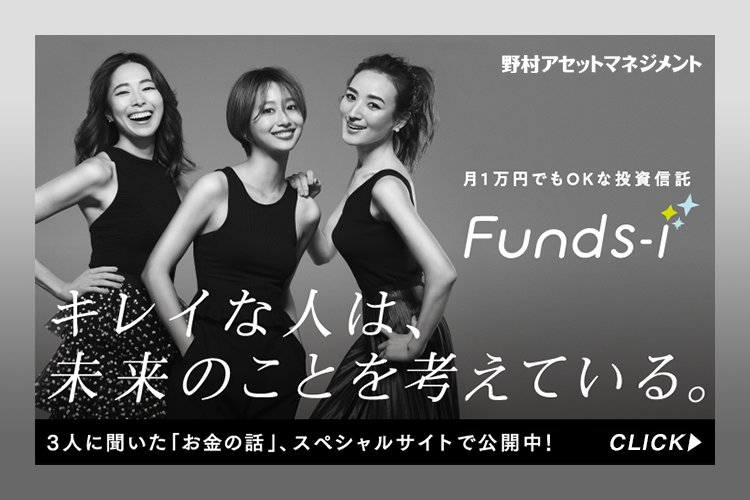 野村アセットマネジメント
月1万円でもOKな投資信託
Funds-i
キレイな人は、
未来のことを考えている。
3人に聞いた「お金の話」、スペシャルサイトで公開中! CLICK▶